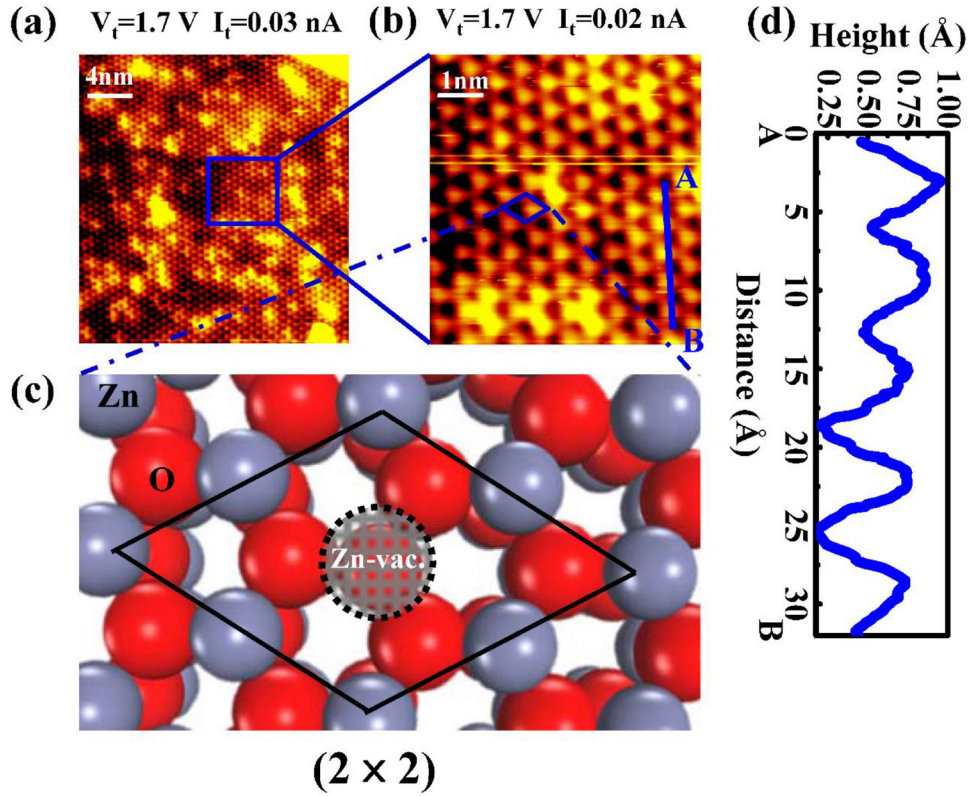 (a) Vt=1.7 V It=0.03 nA
4nm
(b) Vt=1.7 V It=0.02 nA
1nm
A
B
(c)
Zn
O
Zn-vac.
(2 × 2)
(d)
Height (Å)
0.25 0.50 0.75 1.00
A
0
5
10
15
20
25
30
B
Distance (Å)